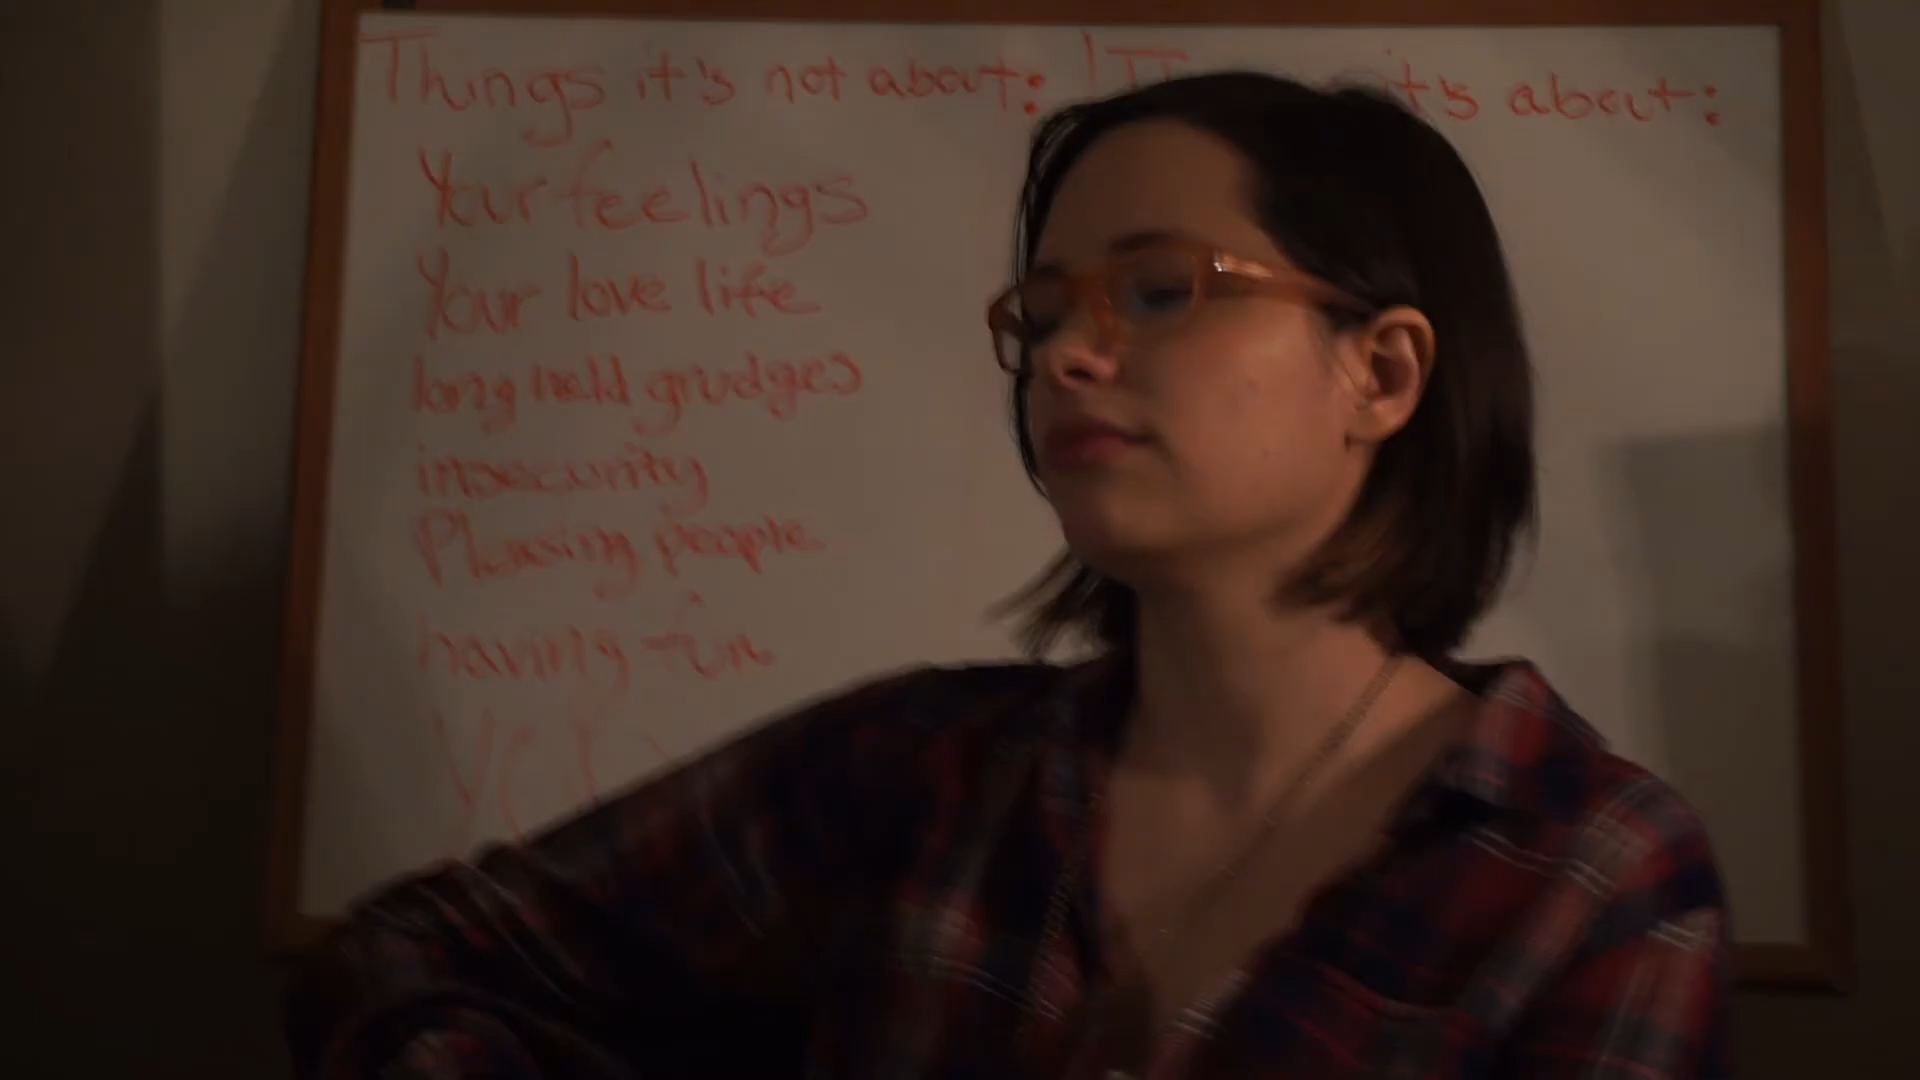 Things it's not about:
it's about:
Your feelings
Your love life
long held grudges
insecurity
Pleasing people
having fun